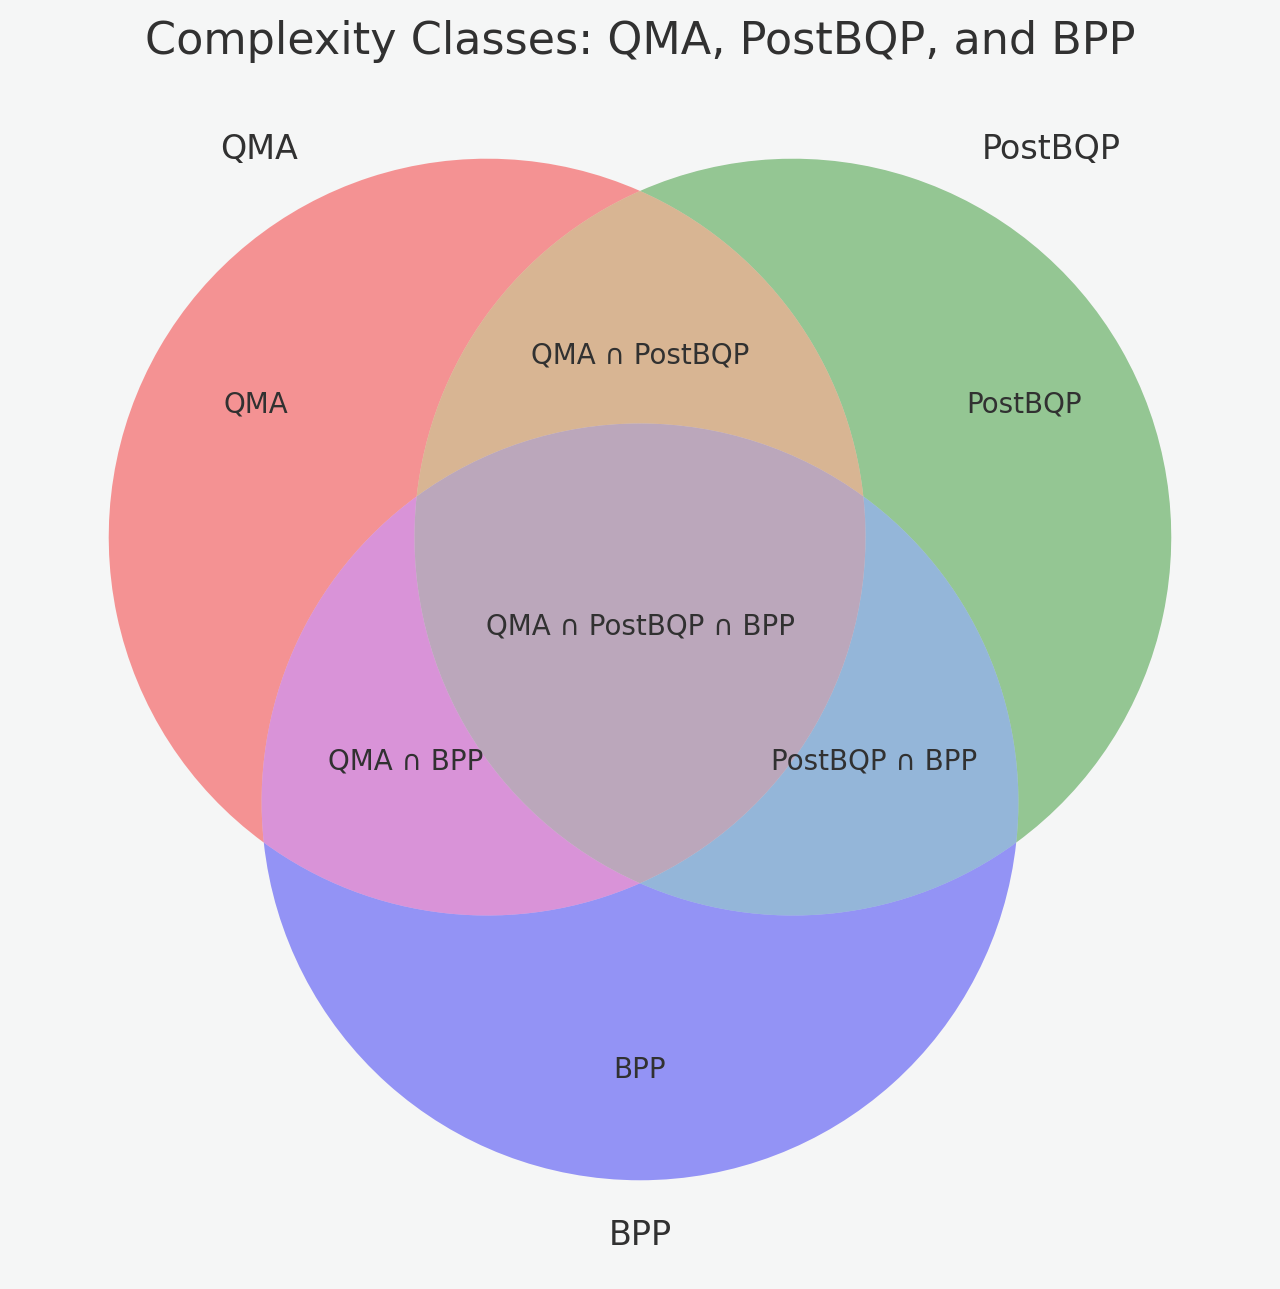 Complexity Classes: QMA, PostBQP, and BPP
QMA
PostBQP
QMA ∩ PostBQP
QMA
PostBQP
QMA ∩ PostBQP ∩ BPP
QMA ∩ BPP
PostBQP ∩ BPP
BPP
BPP